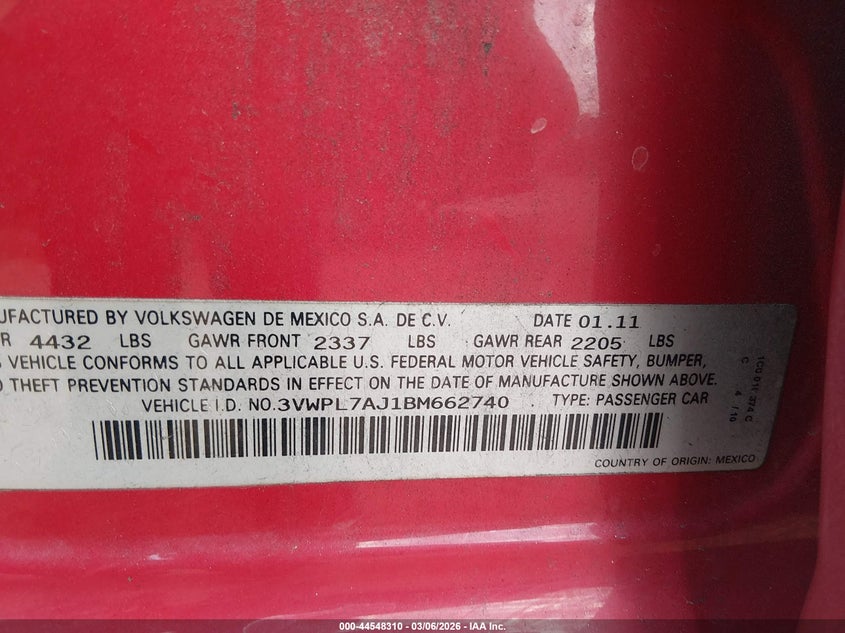 UFACTURED BY VOLKSWAGEN DE MEXICO S.A. DE C.V. DATE 01.11
R 4432 LBS GAWR FRONT 2337 LBS GAWR REAR 2205 LBS
VEHICLE CONFORMS TO ALL APPLICABLE U.S. FEDERAL MOTOR VEHICLE SAFETY, BUMPER,
THEFT PREVENTION STANDARDS IN EFFECT ON THE DATE OF MANUFACTURE SHOWN ABOVE.
VEHICLE I.D. NO.3VWPL7AJ1BM662740 TYPE: PASSENGER CAR
COUNTRY OF ORIGIN: MEXICO
C 4 / 10
000-44548310 | 03/06/2026 - IAA Inc.